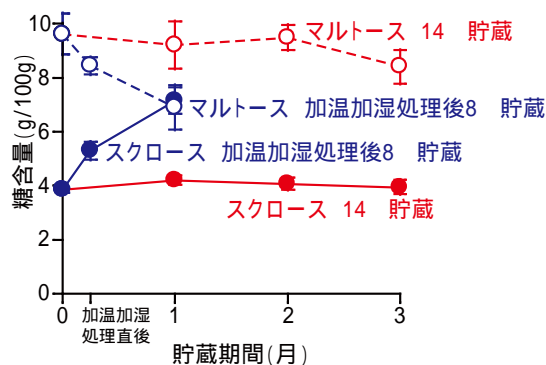 糖含量(g/100g)
10
8
6
4
2
0
マルトース 14 貯蔵
マルトース 加温加湿処理後8 貯蔵
スクロース 加温加湿処理後8 貯蔵
スクロース 14 貯蔵
0
加温加湿
処理直後
1
2
3
貯蔵期間(月)